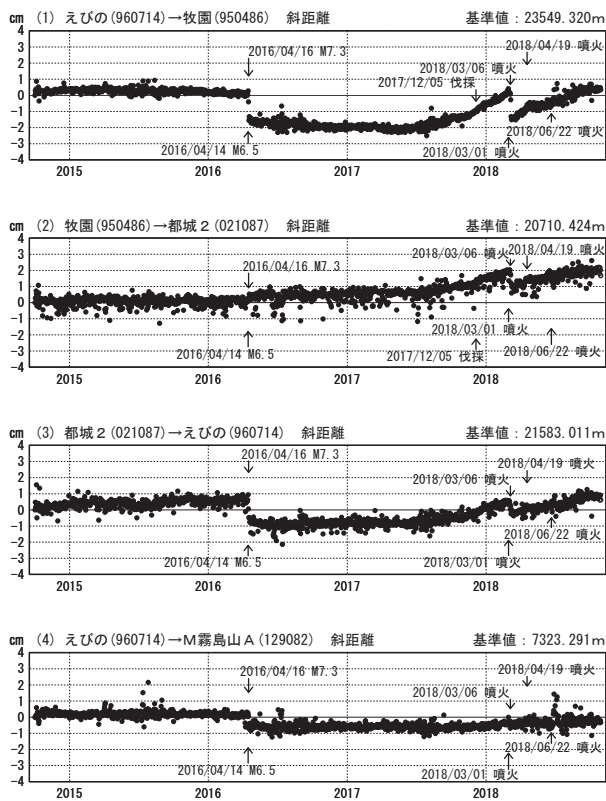 (1) えびの(960714)→牧園(950486) 斜距離 基準値：23549.320m
cm
4
3
2
1
0
-1
-2
-3
-4
2016/04/16 M7.3
2018/04/19 噴火
2018/03/06 噴火
2017/12/05 伐採
2016/04/14 M6.5
2018/06/22 噴火
2018/03/01 噴火
2015 2016 2017 2018
(2) 牧園(950486)→都城２(021087) 斜距離 基準値：20710.424m
cm
4
3
2
1
0
-1
-2
-3
-4
2018/03/06 噴火
2018/04/19 噴火
2016/04/16 M7.3
2018/03/01 噴火
2016/04/14 M6.5
2017/12/05 伐採
2018/06/22 噴火
2015 2016 2017 2018
(3) 都城２(021087)→えびの(960714) 斜距離 基準値：21583.011m
cm
4
3
2
1
0
-1
-2
-3
-4
2016/04/16 M7.3
2018/04/19 噴火
2018/03/06 噴火
2018/06/22 噴火
2016/04/14 M6.5
2018/03/01 噴火
2015 2016 2017 2018
(4) えびの(960714)→Ｍ霧島山Ａ(129082) 斜距離 基準値：7323.291m
cm
4
3
2
1
0
-1
-2
-3
-4
2016/04/16 M7.3
2018/04/19 噴火
2018/03/06 噴火
2018/06/22 噴火
2016/04/14 M6.5
2018/03/01 噴火
2015 2016 2017 2018